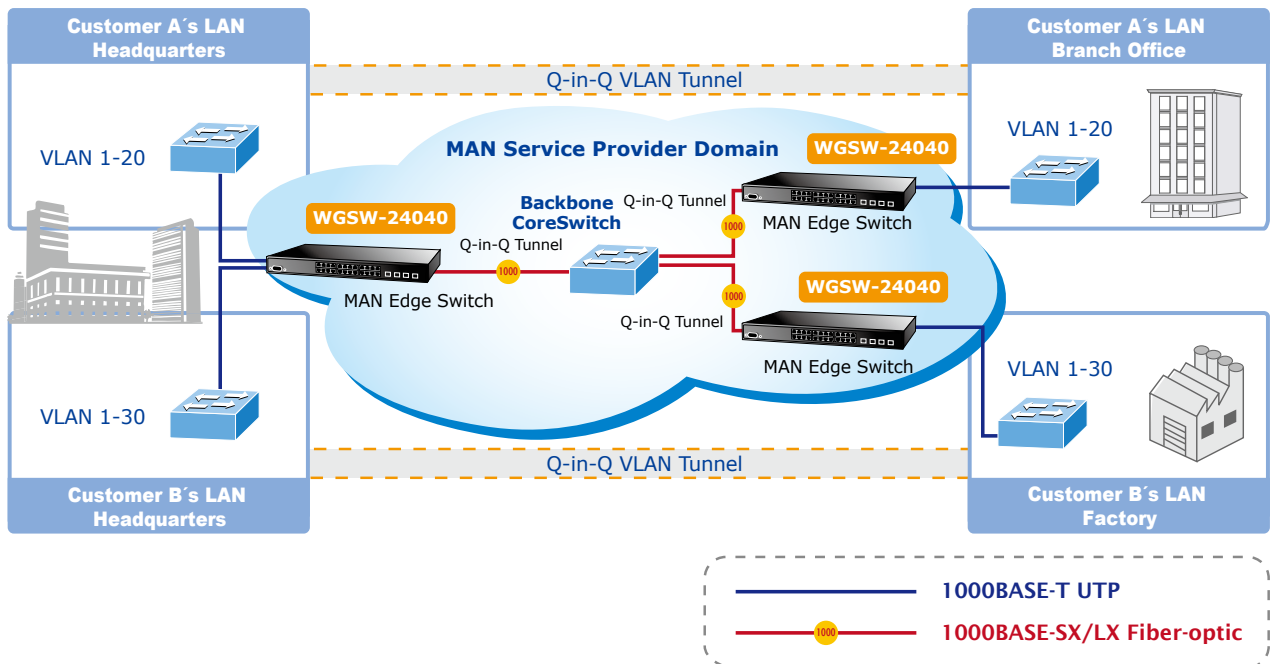 Customer A´s LAN
Headquarters
Customer A´s LAN
Branch Office
Q-in-Q VLAN Tunnel
VLAN 1-20
MAN Service Provider Domain
WGSW-24040
VLAN 1-20
WGSW-24040
Backbone
CoreSwitch
Q-in-Q Tunnel
1000
MAN Edge Switch
Q-in-Q Tunnel
1000
MAN Edge Switch
1000
WGSW-24040
Q-in-Q Tunnel
MAN Edge Switch
VLAN 1-30
VLAN 1-30
Q-in-Q VLAN Tunnel
Customer B´s LAN
Headquarters
Customer B´s LAN
Factory
1000BASE-T UTP
1000
1000BASE-SX/LX Fiber-optic